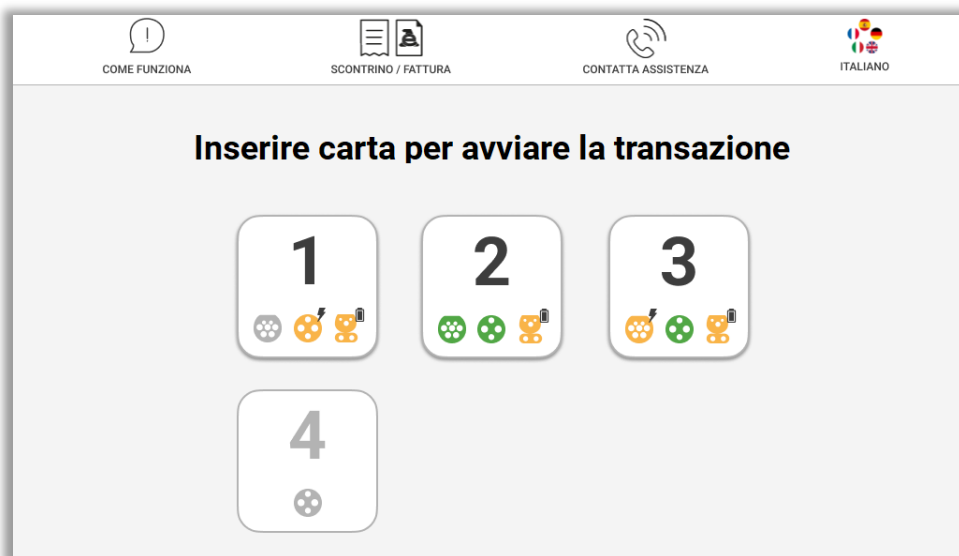 COME FUNZIONA
SCONTRINO / FATTURA
CONTATTA ASSISTENZA
ITALIANO
Inserire carta per avviare la transazione
1
2
3
4